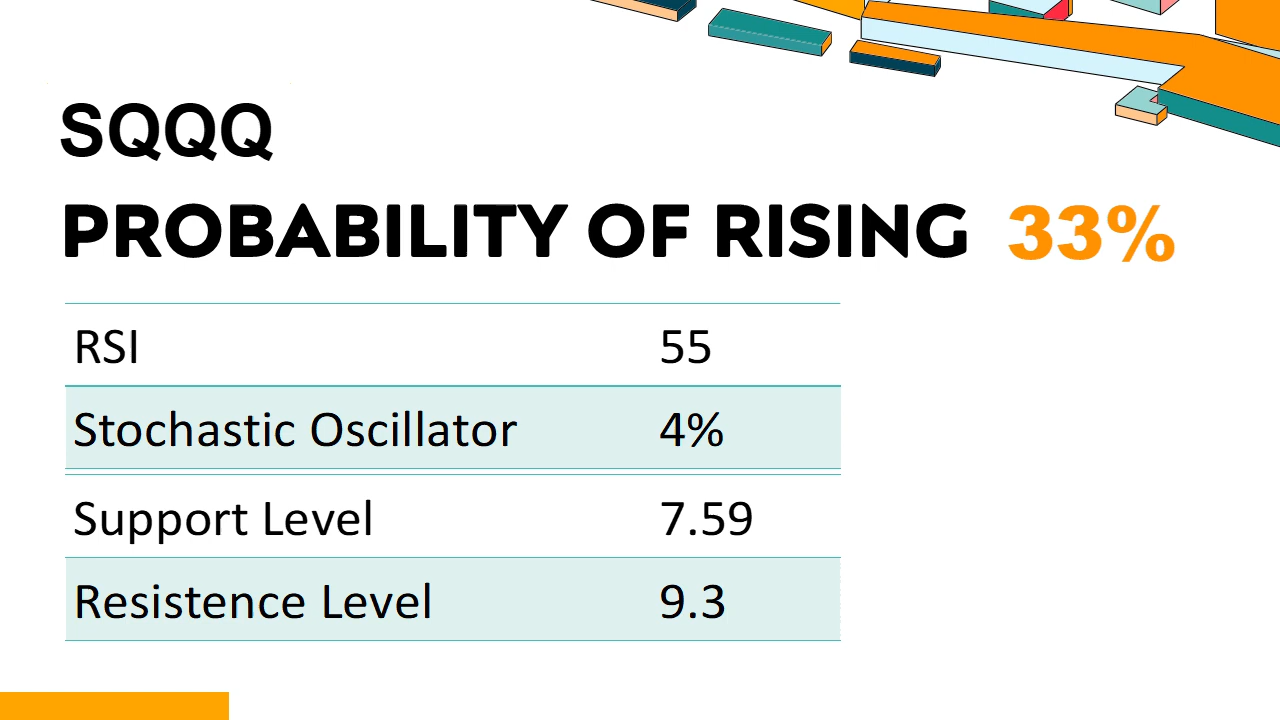 SQQQ
PROBABILITY OF RISING 33%
RSI 55
Stochastic Oscillator 4%
Support Level 7.59
Resistence Level 9.3